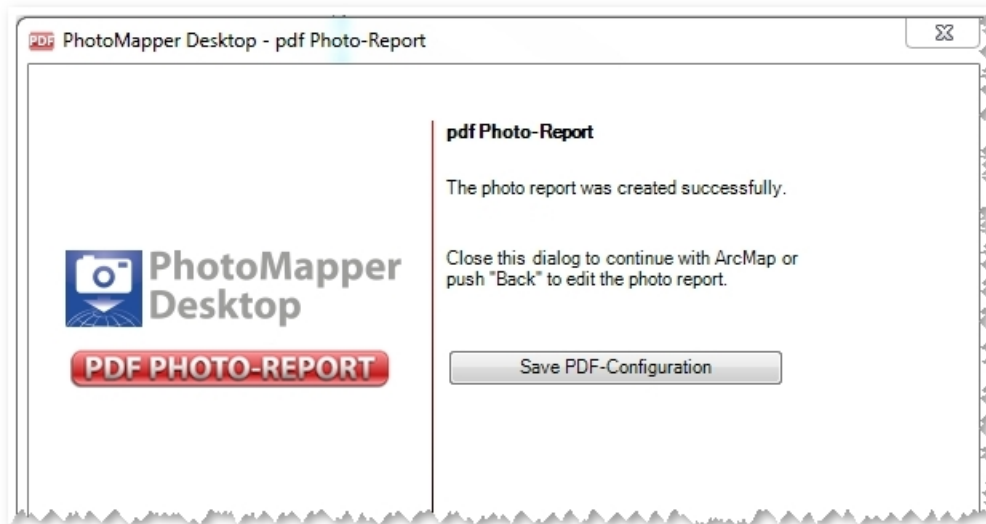 PDF PhotoMapper Desktop - pdf Photo-Report
pdf Photo-Report
The photo report was created successfully.
Close this dialog to continue with ArcMap or
push "Back" to edit the photo report.
PhotoMapper
Desktop
PDF PHOTO-REPORT
Save PDF-Configuration